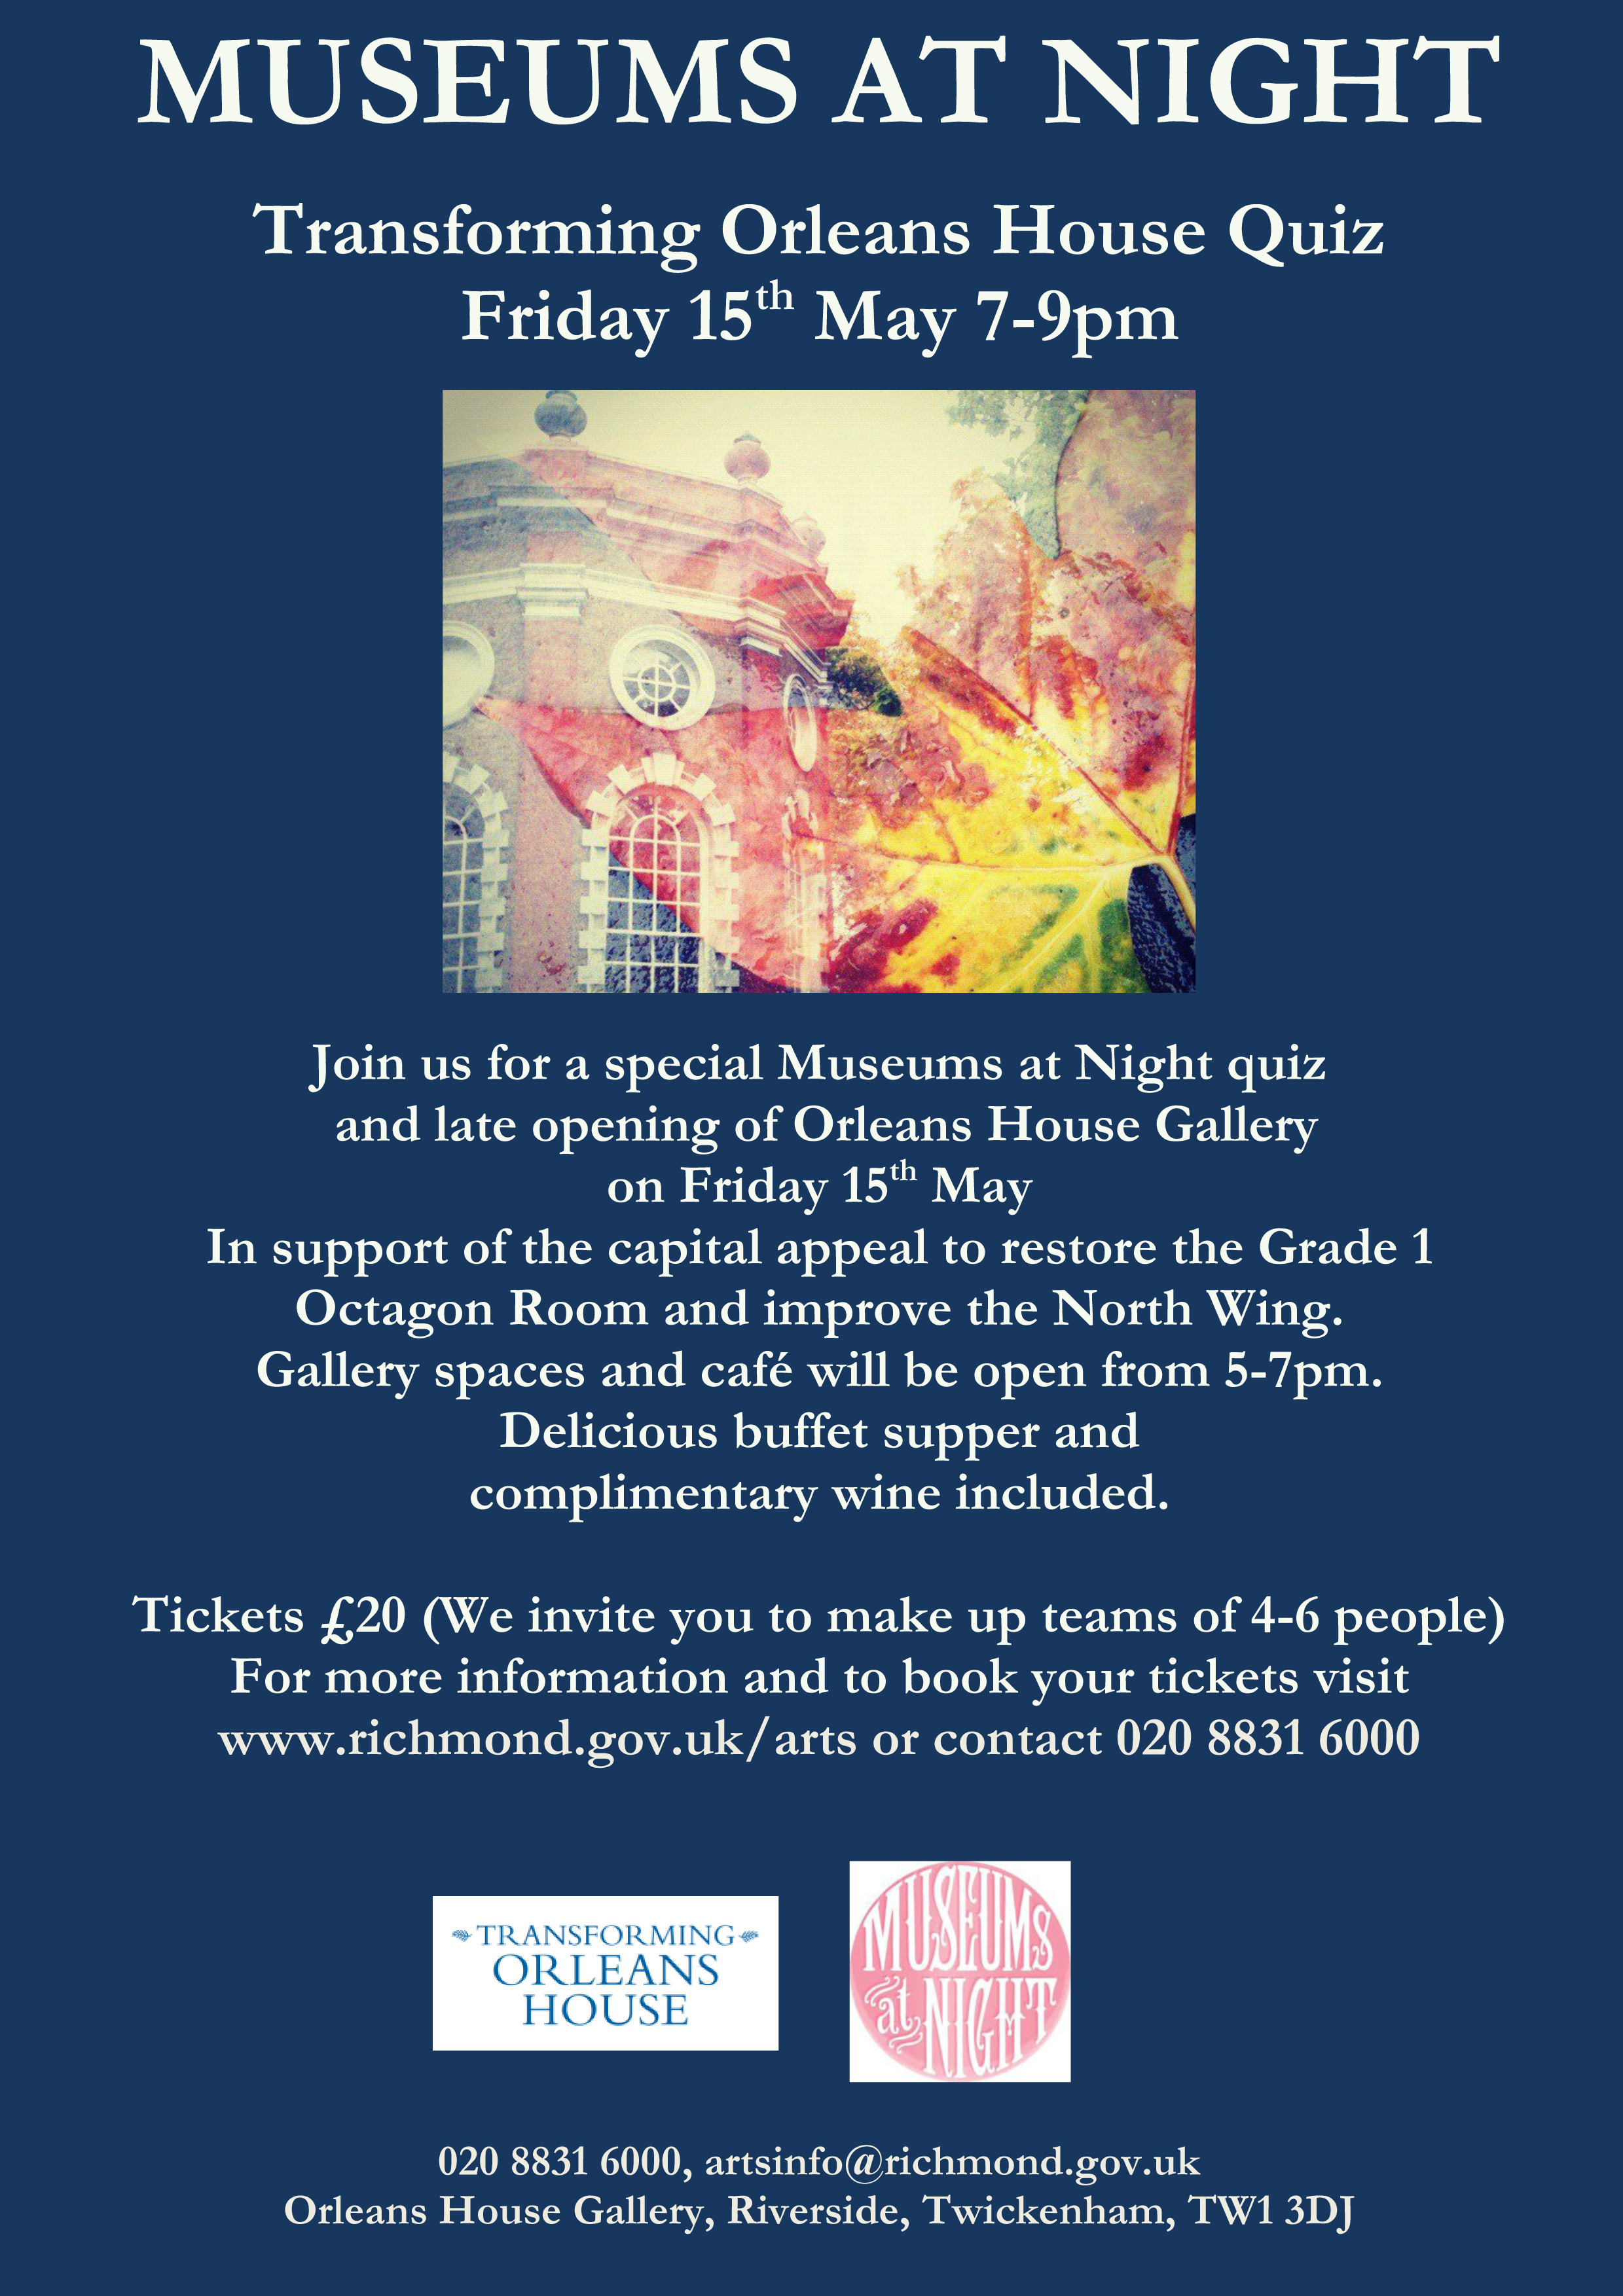 MUSEUMS AT NIGHT
Transforming Orleans House Quiz
Friday 15th May 7-9pm
Join us for a special Museums at Night quiz
and late opening of Orleans House Gallery
on Friday 15th May
In support of the capital appeal to restore the Grade 1
Octagon Room and improve the North Wing.
Gallery spaces and café will be open from 5-7pm.
Delicious buffet supper and
complimentary wine included.
Tickets £20 (We invite you to make up teams of 4-6 people)
For more information and to book your tickets visit
www.richmond.gov.uk/arts or contact 020 8831 6000
TRANSFORMING
ORLEANS
HOUSE
MUSEUMS
at NIGHT
020 8831 6000, artsinfo@richmond.gov.uk
Orleans House Gallery, Riverside, Twickenham, TW1 3DJ